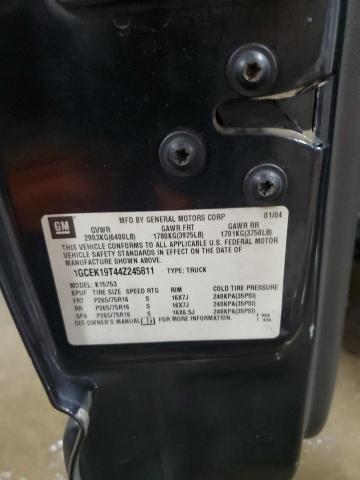 GM
MFD BY GENERAL MOTORS CORP 01/04
GVWR GAWR FRT GAWR RR
2903KG(6400LB) 1780KG(3925LB) 1701KG(3750LB)
THIS VEHICLE CONFORMS TO ALL APPLICABLE U.S. FEDERAL MOTOR
VEHICLE SAFETY STANDARDS IN EFFECT ON THE DATE OF
MANUFACTURE SHOWN ABOVE.
1GCEK19T44Z245811 TYPE: TRUCK
MODEL: K15753
KPUF TIRE SIZE SPEED RTG RIM COLD TIRE PRESSURE
FRT P265/75R16 S 16X7J 240KPA(35PSI)
RR P265/75R16 S 16X7J 240KPA(35PSI)
SPA P265/75R16 S 16X6.5J 240KPA(35PSI)
SEE OWNER'S MANUAL FOR MORE INFORMATION.